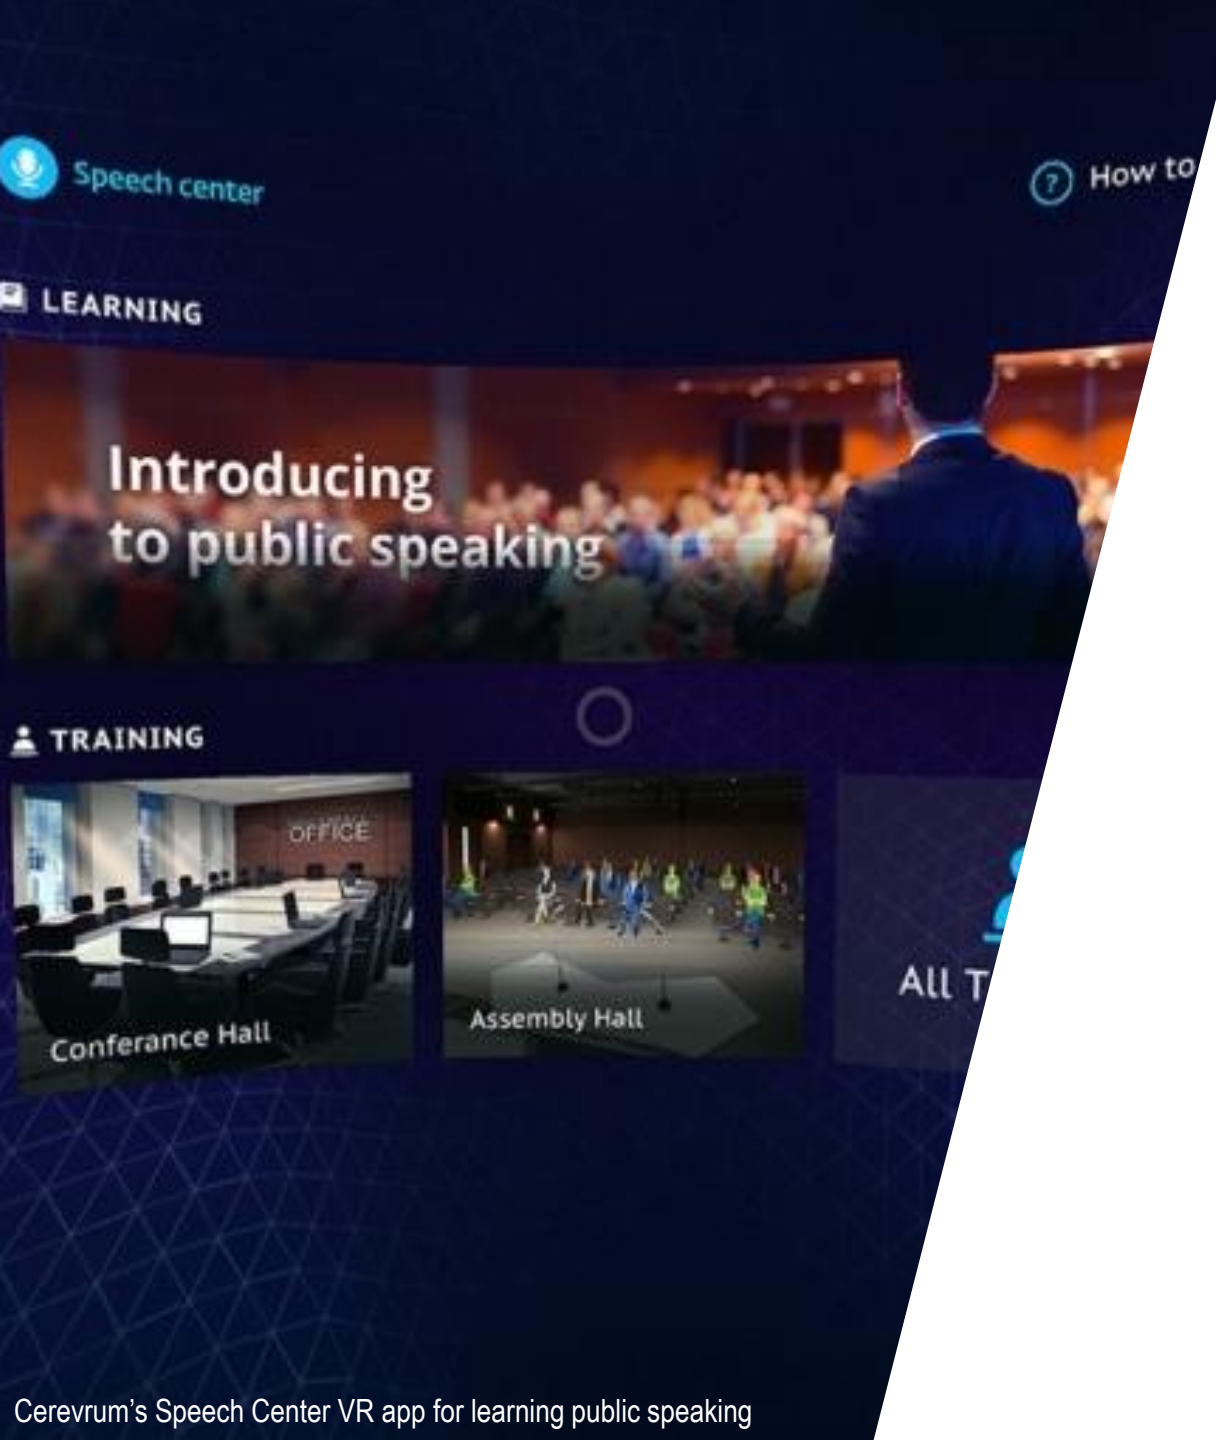 Speech center
? How to
LEARNING
Introducing
to public speaking
TRAINING
OFFICE
Conferance Hall
Assembly Hall
All T
Cerevrum’s Speech Center VR app for learning public speaking